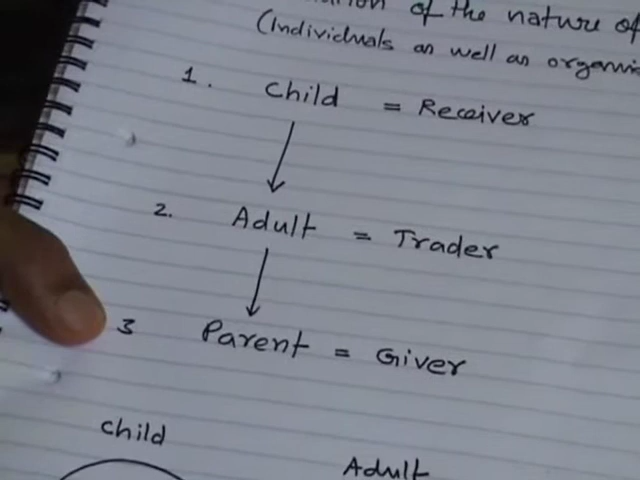 of the nature of
(Individuals as well as
1. Child = Receiver
2. Adult = Trader
3 Parent = Giver
Child
Adult